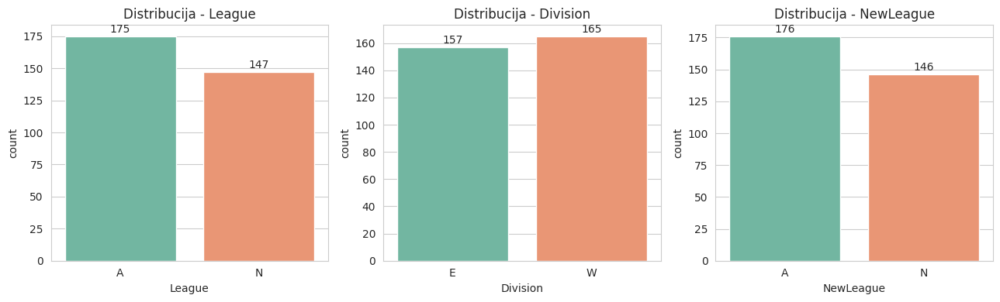 Distribucija - League
175
147
175
150
125
100
75
50
25
0
count
A
N
League
Distribucija - Division
157
165
160
140
120
100
80
60
40
20
0
count
E
W
Division
Distribucija - NewLeague
176
146
175
150
125
100
75
50
25
0
count
A
N
NewLeague